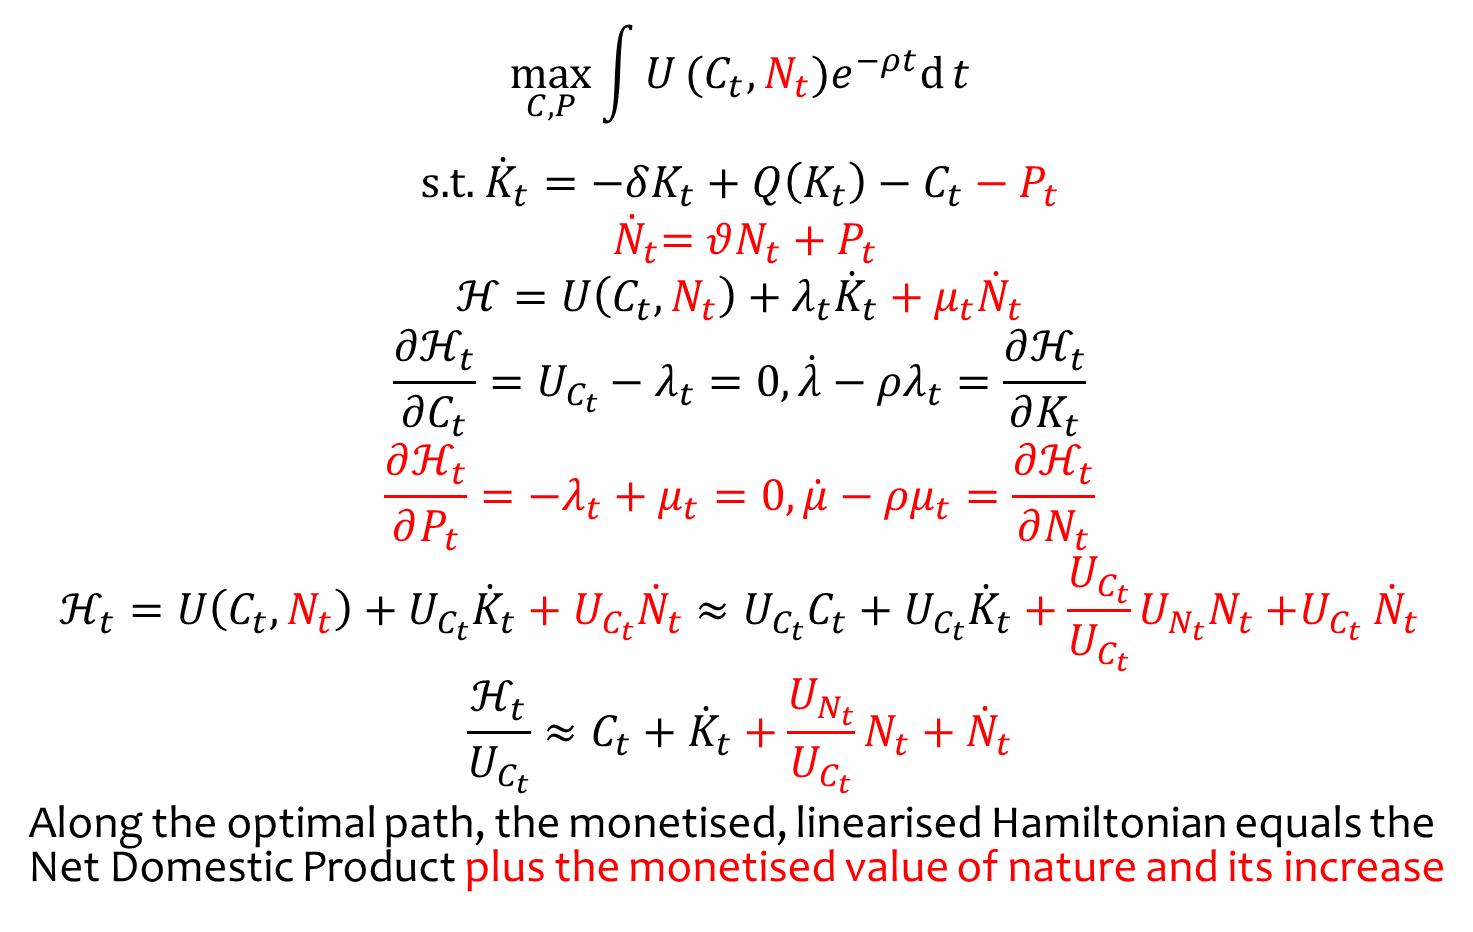 max ∫ U (C_t, N_t)e^{−ρt}d t
C,P
s.t. K̇_t = −δK_t + Q(K_t) − C_t − P_t
Ṅ_t = ϑN_t + P_t
ℋ = U(C_t, N_t) + λ_t K̇_t + μ_t Ṅ_t
∂ℋ_t/∂C_t = U_{C_t} − λ_t = 0, λ̇ − ρλ_t = ∂ℋ_t/∂K_t
∂ℋ_t/∂P_t = −λ_t + μ_t = 0, μ̇ − ρμ_t = ∂ℋ_t/∂N_t
ℋ_t = U(C_t, N_t) + U_{C_t} K̇_t + U_{C_t} Ṅ_t ≈ U_{C_t} C_t + U_{C_t} K̇_t + (U_{C_t}/U_{C_t}) U_{N_t} N_t + U_{C_t} Ṅ_t
ℋ_t/U_{C_t} ≈ C_t + K̇_t + (U_{N_t}/U_{C_t}) N_t + Ṅ_t
Along the optimal path, the monetised, linearised Hamiltonian equals the
Net Domestic Product plus the monetised value of nature and its increase